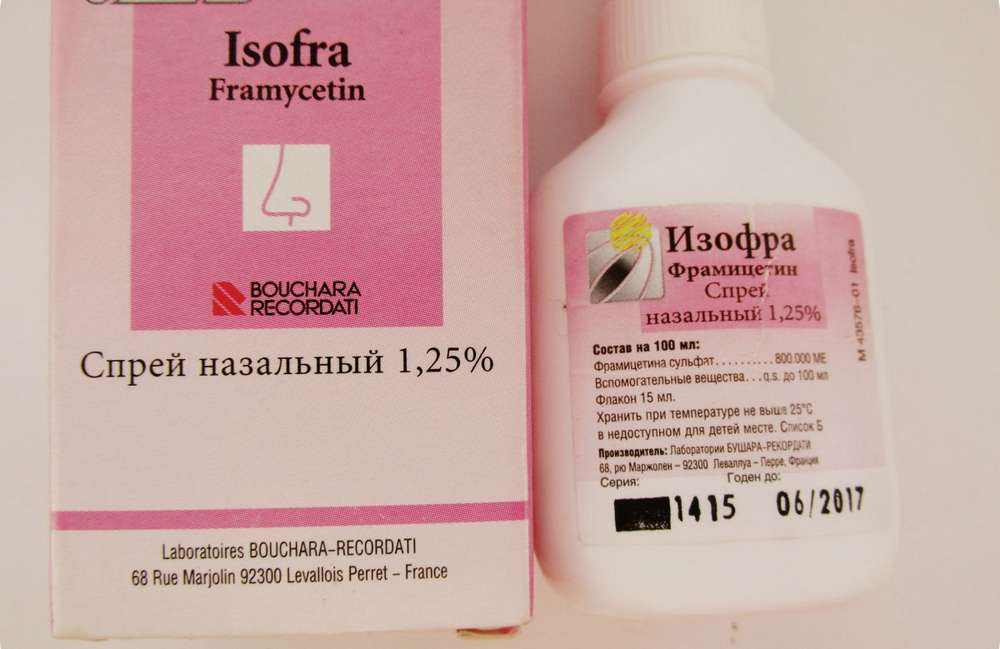 Isofra
Framycetin
BOUCHARA
RECORDATI
Спрей назальный 1,25%
Laboratoires BOUCHARA-RECORDATI
68 Rue Marjolin 92300 Levallois Perret – France
Изофра
Фрамицетин
Спрей
назальный 1,25%
Состав на 100 мл:
Фрамицетина сульфат..........800.000 МЕ
Вспомогательные вещества...q.s. до 100 мл
Флакон 15 мл.
Хранить при температуре не выше 25°С
в недоступном для детей месте. Список Б
Производитель: Лаборатории БУШАРА-РЕКОРДАТИ
68, рю Маржолен – 92300 Леваллуа – Перре, Франция
Серия: Годен до:
1415 06/2017
M 43576-01 Isofra